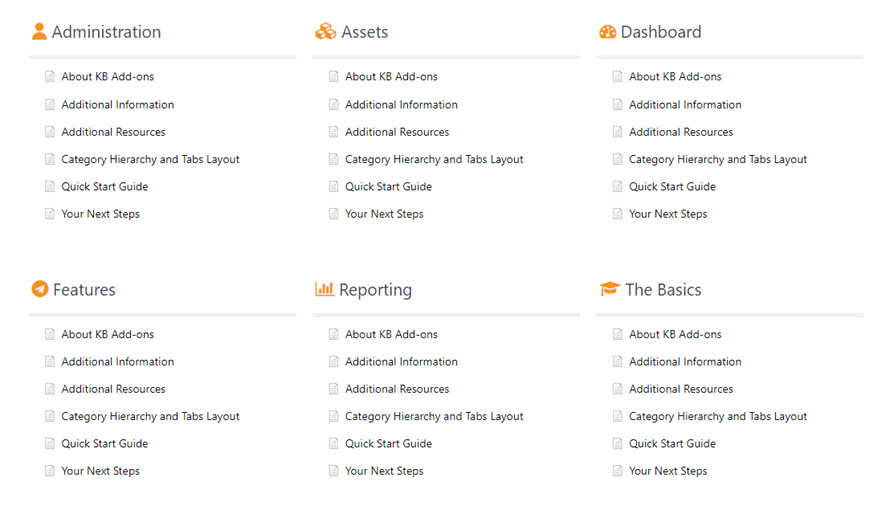 Administration
About KB Add-ons
Additional Information
Additional Resources
Category Hierarchy and Tabs Layout
Quick Start Guide
Your Next Steps
Assets
About KB Add-ons
Additional Information
Additional Resources
Category Hierarchy and Tabs Layout
Quick Start Guide
Your Next Steps
Dashboard
About KB Add-ons
Additional Information
Additional Resources
Category Hierarchy and Tabs Layout
Quick Start Guide
Your Next Steps
Features
About KB Add-ons
Additional Information
Additional Resources
Category Hierarchy and Tabs Layout
Quick Start Guide
Your Next Steps
Reporting
About KB Add-ons
Additional Information
Additional Resources
Category Hierarchy and Tabs Layout
Quick Start Guide
Your Next Steps
The Basics
About KB Add-ons
Additional Information
Additional Resources
Category Hierarchy and Tabs Layout
Quick Start Guide
Your Next Steps